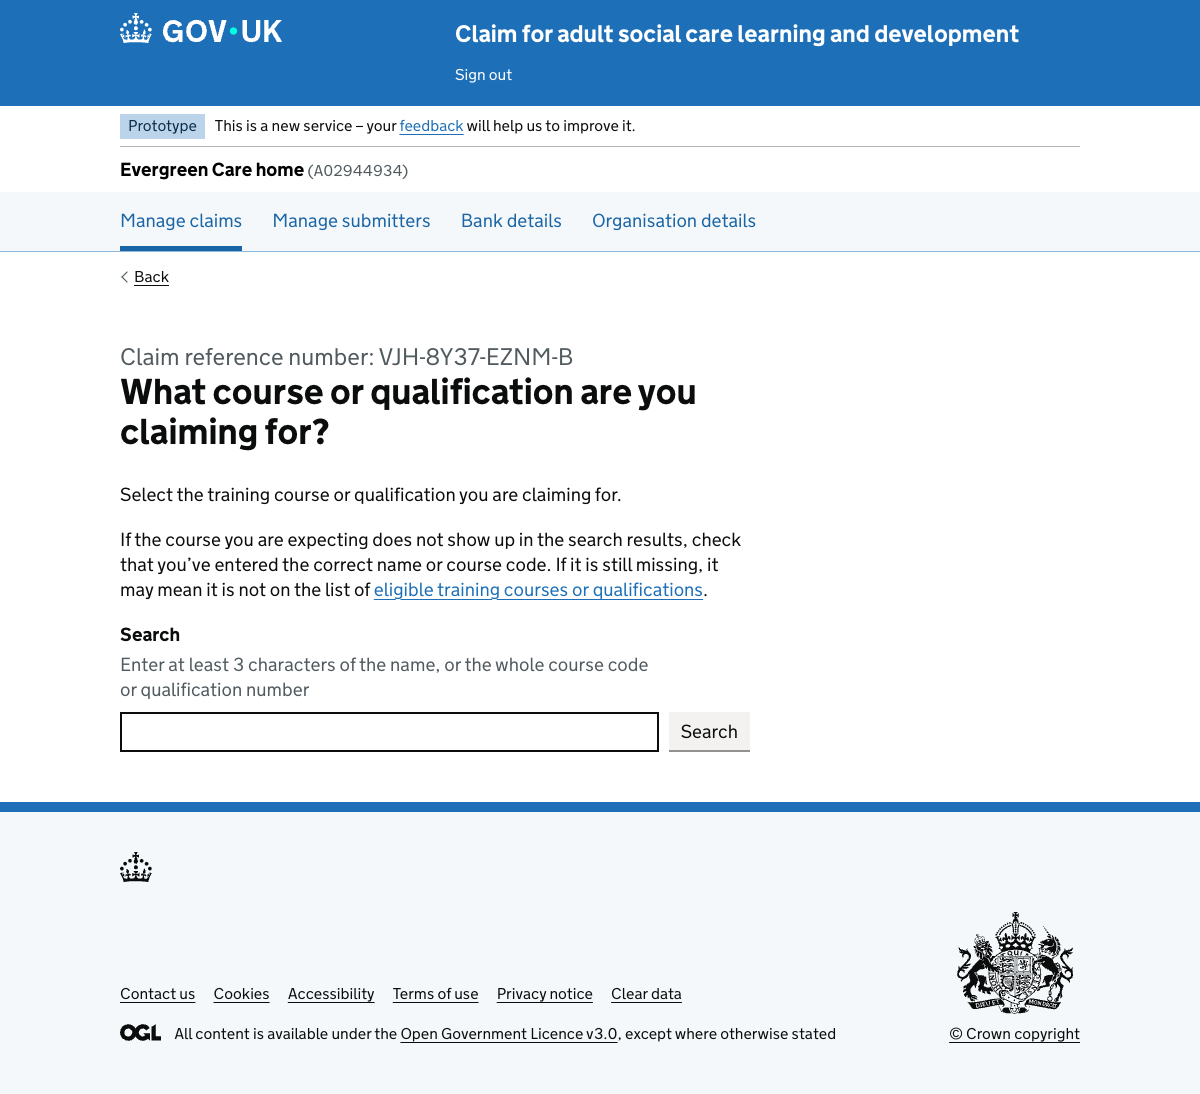 GOV·UK
Claim for adult social care learning and development
Sign out
Prototype
This is a new service – your feedback will help us to improve it.
Evergreen Care home (A02944934)
Manage claims
Manage submitters
Bank details
Organisation details
Back
Claim reference number: VJH-8Y37-EZNM-B
What course or qualification are you
claiming for?
Select the training course or qualification you are claiming for.
If the course you are expecting does not show up in the search results, check
that you’ve entered the correct name or course code. If it is still missing, it
may mean it is not on the list of eligible training courses or qualifications.
Search
Enter at least 3 characters of the name, or the whole course code
or qualification number
Search
Contact us
Cookies
Accessibility
Terms of use
Privacy notice
Clear data
OGL
All content is available under the Open Government Licence v3.0, except where otherwise stated
© Crown copyright